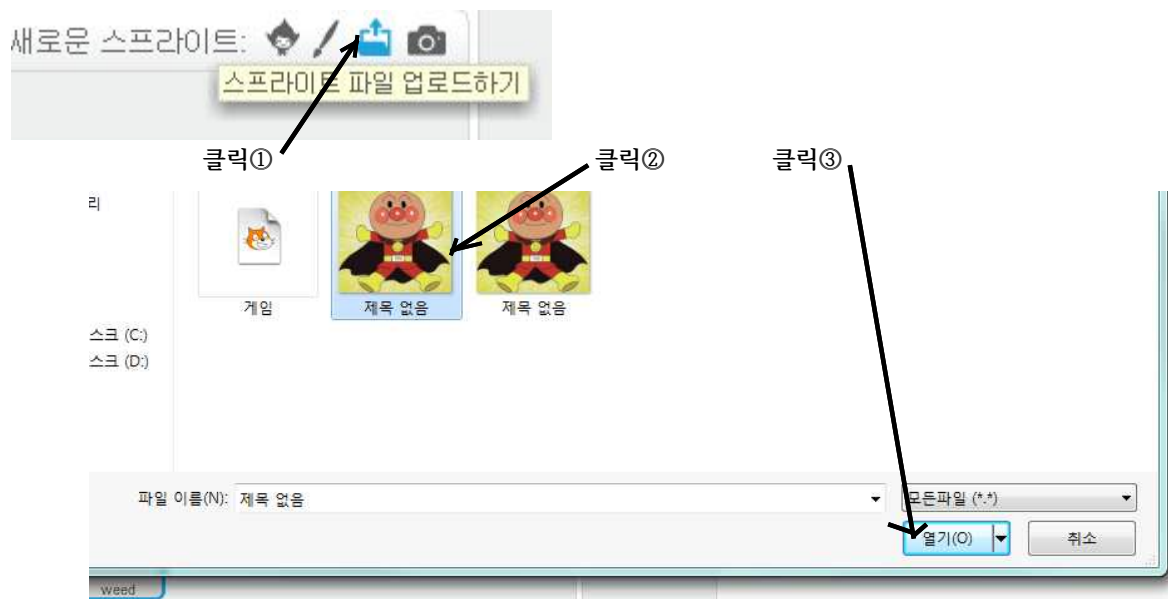 새로운 스프라이트:
스프라이트 파일 업로드하기
클릭① 클릭② 클릭③
리
게임 제목 없음 제목 없음
스크 (C:)
스크 (D:)
파일 이름(N): 제목 없음 모든파일 (*.*)
열기(O) 취소
weed